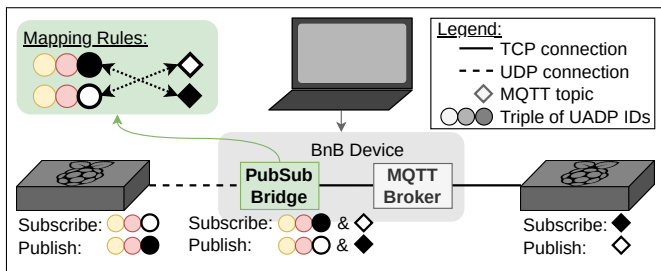 Mapping Rules:
Legend:
TCP connection
UDP connection
MQTT topic
Triple of UADP IDs
BnB Device
PubSub
Bridge
MQTT
Broker
Subscribe:
Publish:
Subscribe: &
Publish: &
Subscribe:
Publish: